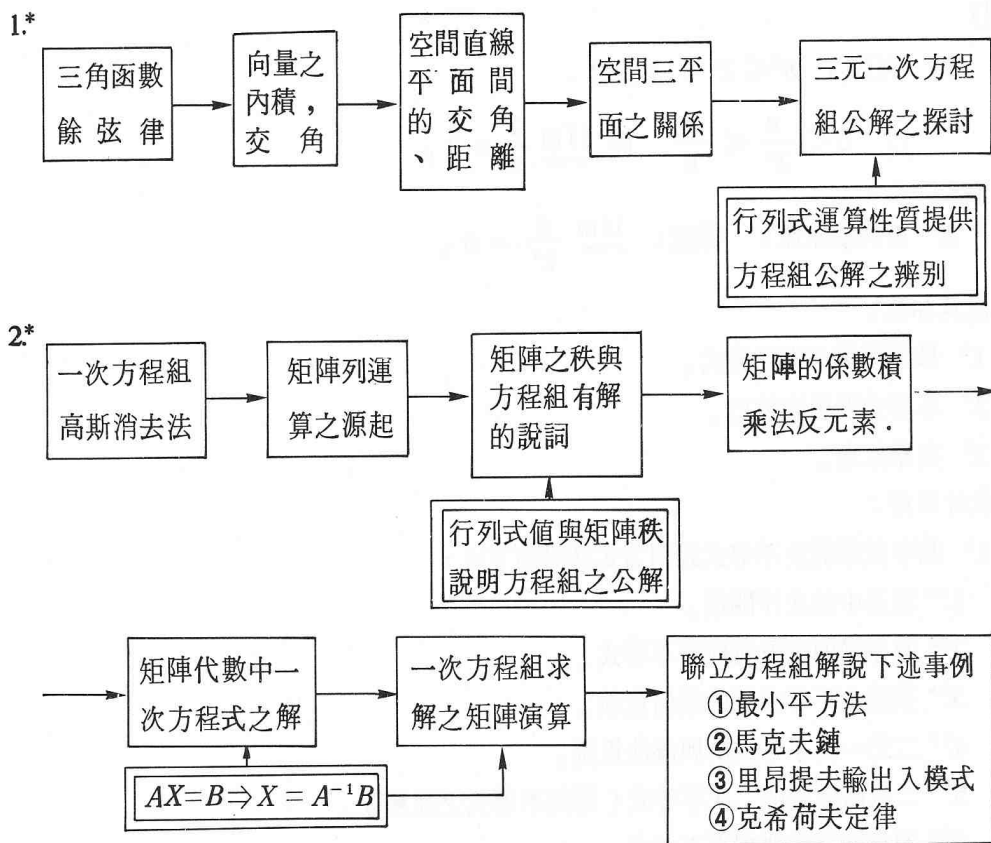 1.*
三角函數
餘弦律
向量之
內積，
交角
空間直線
平面間
的交角
、距離
空間三平
面之關係
三元一次方程
組公解之探討
行列式運算性質提供
方程組公解之辨別
2.*
一次方程組
高斯消去法
矩陣列運
算之源起
矩陣之秩與
方程組有解
的說詞
矩陣的係數積
乘法反元素．
行列式值與矩陣秩
說明方程組之公解
矩陣代數中一
次方程式之解
一次方程組求
解之矩陣演算
AX=B⇒X=A⁻¹B
聯立方程組解說下述事例
①最小平方法
②馬克夫鏈
③里昂提夫輸出入模式
④克希荷夫定律